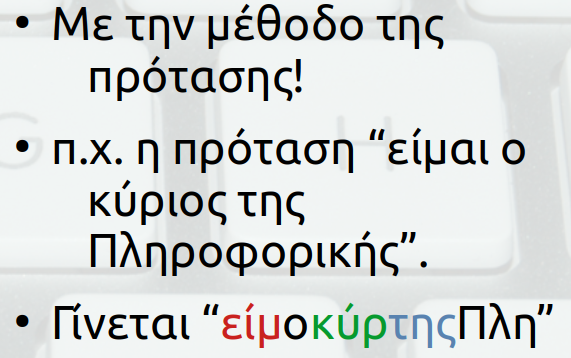 • Με την μέθοδο της
πρότασης!
• π.χ. η πρόταση “είμαι ο
κύριος της
Πληροφορικής”.
• Γίνεται “είμοκύρτηςΠλη”